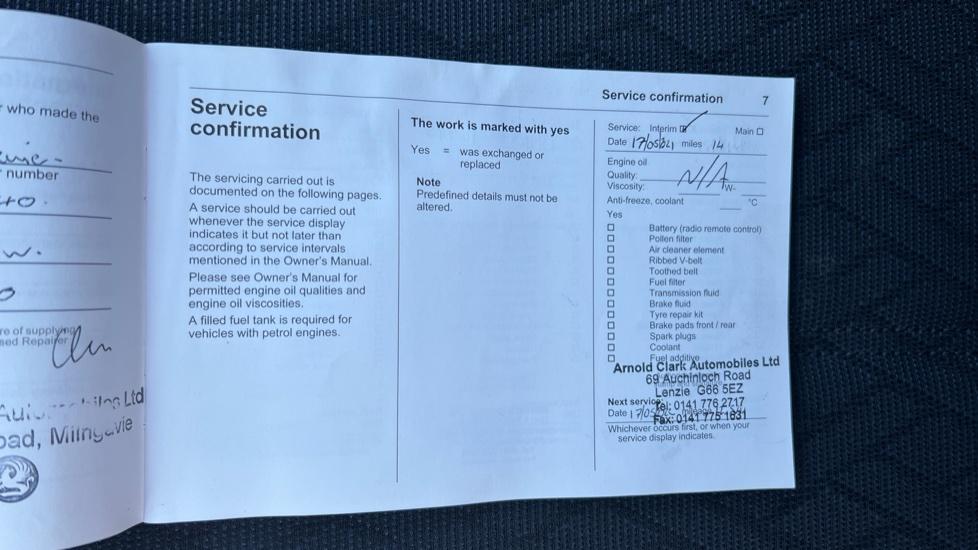 who made the
number
w.
re of supplying
sed Repairer
Ltd
oad, Milngavie
Service
confirmation
The servicing carried out is
documented on the following pages.
A service should be carried out
whenever the service display
indicates it but not later than
according to service intervals
mentioned in the Owner's Manual.
Please see Owner's Manual for
permitted engine oil qualities and
engine oil viscosities.
A filled fuel tank is required for
vehicles with petrol engines.
The work is marked with yes
Yes = was exchanged or
replaced
Note
Predefined details must not be
altered.
Service confirmation 7
Service: Interim Main
Date miles 14
Engine oil
Quality:
N/A
Viscosity: W-
Anti-freeze, coolant °C
Yes
Battery (radio remote control)
Pollen filter
Air cleaner element
Ribbed V-belt
Toothed belt
Fuel filter
Transmission fluid
Brake fluid
Tyre repair kit
Brake pads front / rear
Spark plugs
Coolant
Fuel additive
Arnold Clark Automobiles Ltd
69 Auchinloch Road
Lenzie G66 5EZ
Next service:
Tel: 0141 776 2717
Date
Fax: 0141 775 1831
Whichever occurs first, or when your
service display indicates.